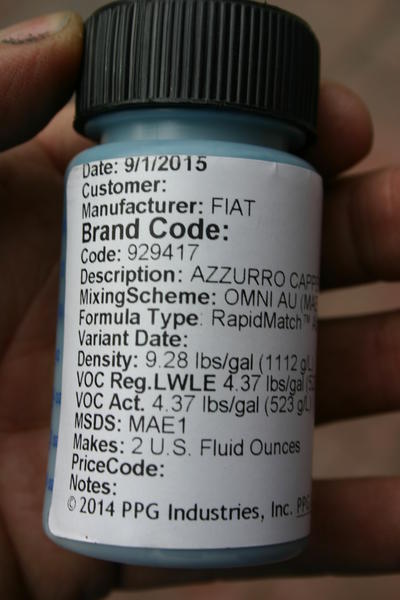 Date: 9/1/2015
Customer:
Manufacturer: FIAT
Brand Code:
Code: 929417
Description: AZZURRO
MixingScheme: OMNI AU
Formula Type: RapidMatch™
Variant Date:
Density: 9.28 lbs/gal (1112 g/L)
VOC Reg.LWLE 4.37 lbs/gal
VOC Act. 4.37 lbs/gal (523 g/L)
MSDS: MAE1
Makes: 2 U.S. Fluid Ounces
PriceCode:
Notes:
© 2014 PPG Industries, Inc. PPG